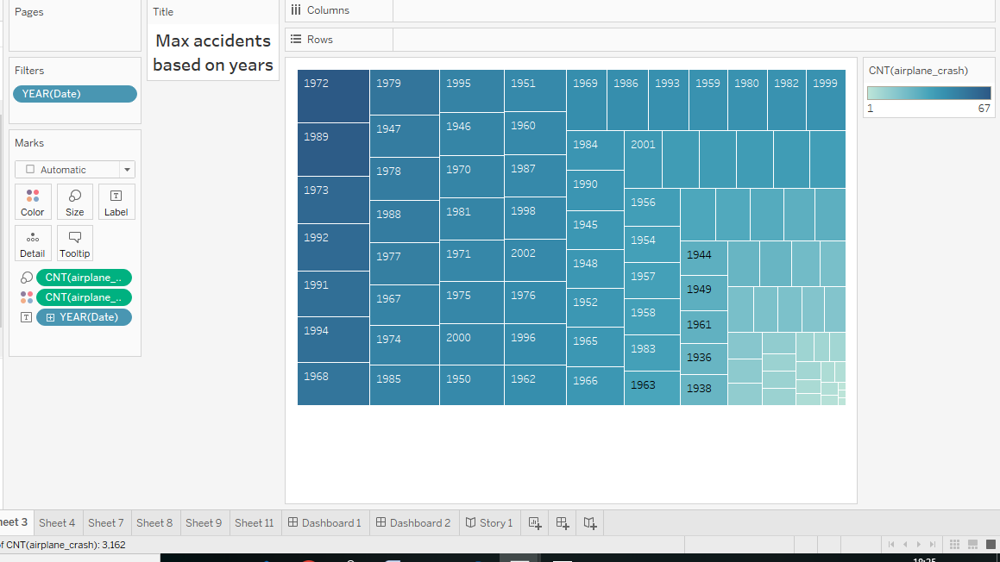 Pages
Title
Columns
Max accidents
based on years
Rows
Filters
YEAR(Date)
Marks
Automatic
Color
Size
Label
Detail
Tooltip
CNT(airplane_..
CNT(airplane_..
YEAR(Date)
1972
1989
1973
1992
1991
1994
1968
1979
1947
1978
1988
1977
1967
1974
1985
1995
1946
1970
1981
1971
1975
2000
1950
1951
1960
1987
1998
2002
1976
1996
1962
1969
1986
1993
1959
1980
1982
1999
1984
1990
1945
1948
1952
1965
1966
2001
1956
1954
1957
1958
1983
1963
1944
1949
1961
1936
1938
CNT(airplane_crash)
1
67
heet 3
Sheet 4
Sheet 7
Sheet 8
Sheet 9
Sheet 11
Dashboard 1
Dashboard 2
Story 1
of CNT(airplane_crash): 3,162